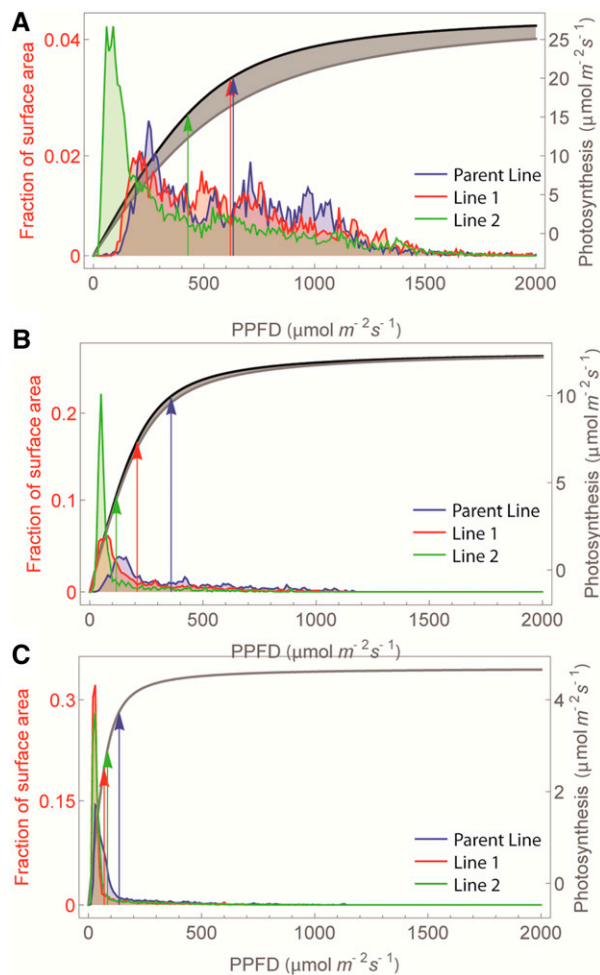 A
Fraction of surface area
0.04
0.02
0
25
20
15
10
5
0
Photosynthesis (μmol m⁻² s⁻¹)
Parent Line
Line 1
Line 2
0 500 1000 1500 2000
PPFD (μmol m⁻² s⁻¹)
B
Fraction of surface area
0.2
0.1
0
10
5
0
Photosynthesis (μmol m⁻² s⁻¹)
Parent Line
Line 1
Line 2
0 500 1000 1500 2000
PPFD (μmol m⁻² s⁻¹)
C
Fraction of surface area
0.3
0.15
0
4
2
0
Photosynthesis (μmol m⁻² s⁻¹)
Parent Line
Line 1
Line 2
0 500 1000 1500 2000
PPFD (μmol m⁻² s⁻¹)